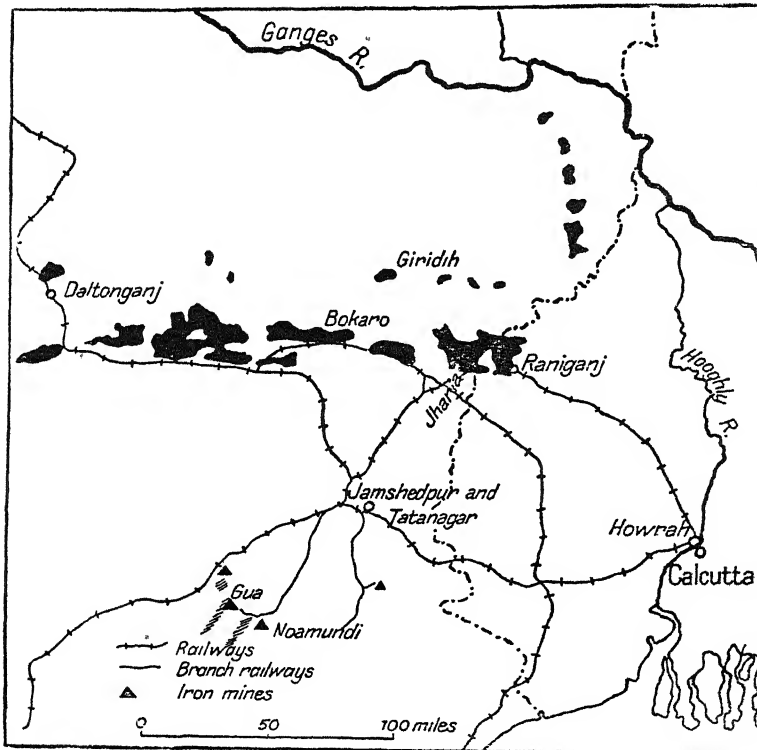 Ganges R.
Giridih
Daltonganj
Bokaro
Raniganj
Jharia
Hooghly R.
Jamshedpur and
Tatanagar
Howrah
Calcutta
Gua
Noamundi
Railways
Branch railways
Iron mines
0 50 100 miles